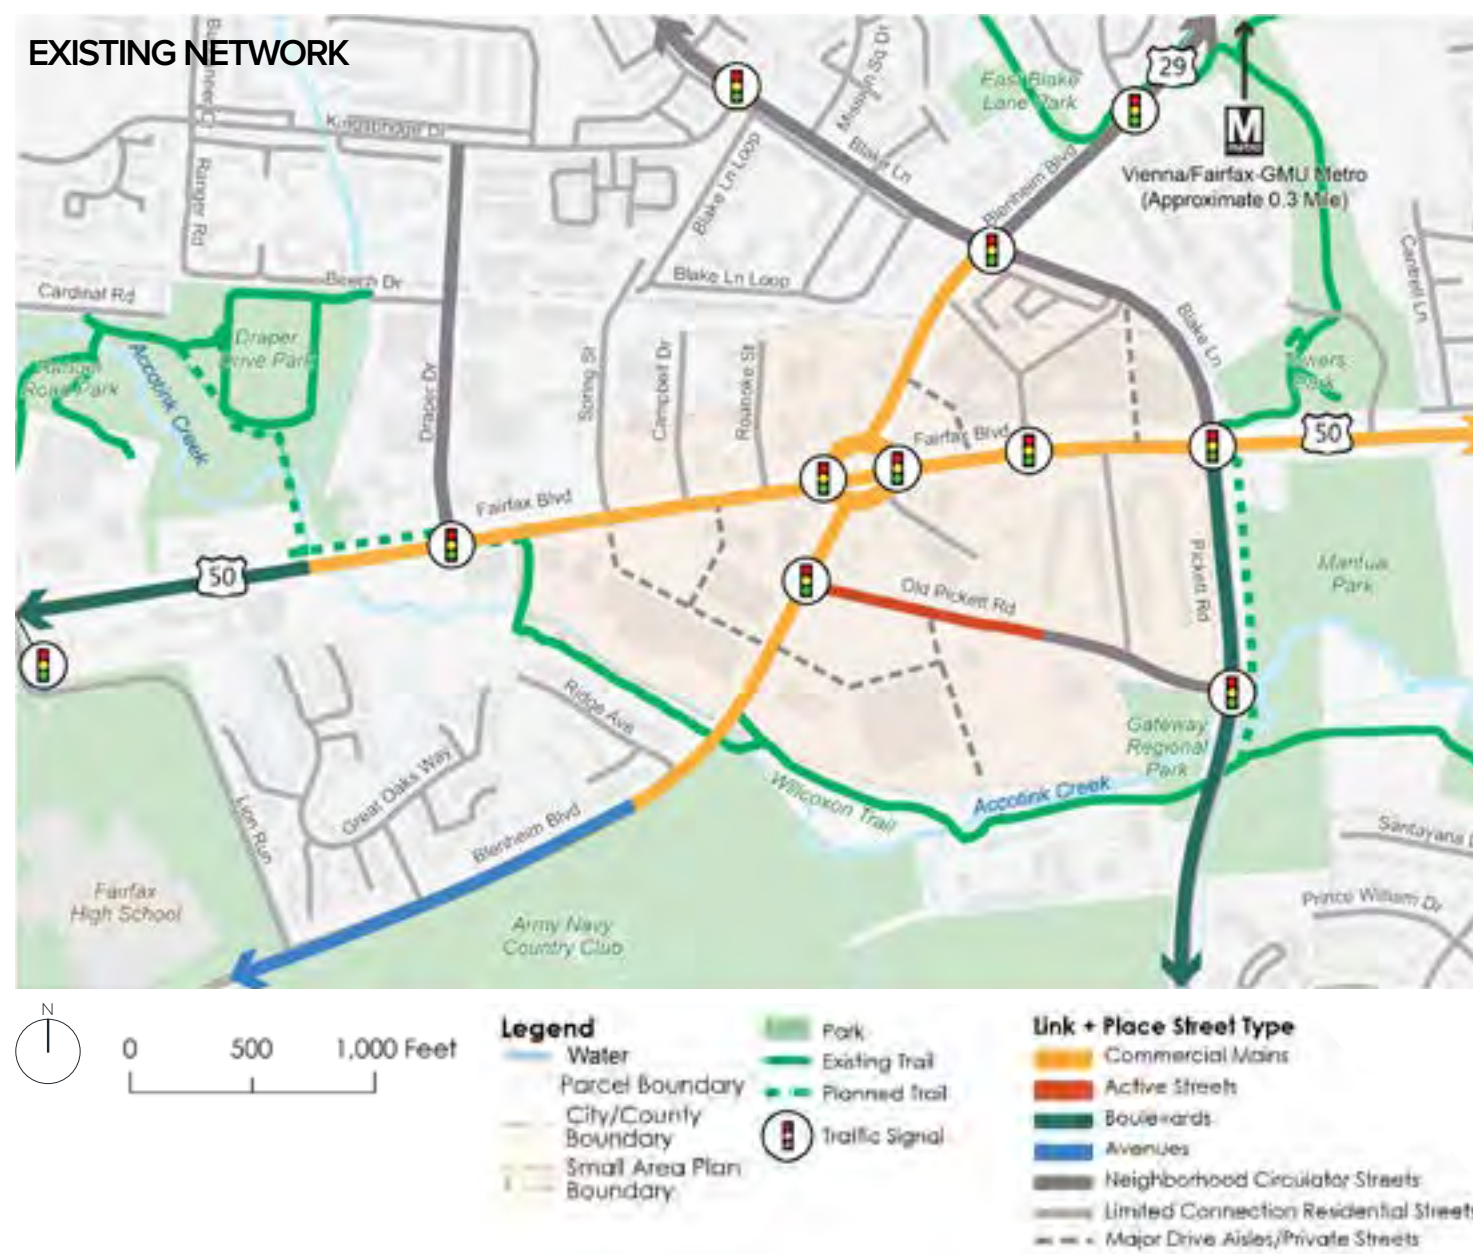 EXISTING NETWORK
29
East Blake
Lane Park
Mission Sq Dr
Kingsbridge Dr
Ranger Rd
Blake Ln
Blake Ln Loop
Blenheim Blvd
M
metro
Vienna/Fairfax-GMU Metro
(Approximate 0.3 Mile)
Cantrell Ln
Cardinal Rd
Beech Dr
Blake Ln Loop
Draper
Drive Park
Road Park
Accotink Creek
Draper Dr
Spring St
Campbell Dr
Roanoke St
Blake Ln
Park
Fairfax Blvd
50
Fairfax Blvd
50
Old Pickett Rd
Pickett Rd
Mantua
Park
Ridge Ave
Gateway
Regional
Park
Great Oaks Way
Lion Run
Willcoxon Trail
Accotink Creek
Blenheim Blvd
Santayana
Prince William Dr
Fairfax
High School
Army Navy
Country Club
N
0 500 1,000 Feet
Legend
Water
Parcel Boundary
City/County
Boundary
Small Area Plan
Boundary
Park
Existing Trail
Planned Trail
Traffic Signal
Link + Place Street Type
Commercial Mains
Active Streets
Boulevards
Avenues
Neighborhood Circulator Streets
Limited Connection Residential Streets
Major Drive Aisles/Private Streets